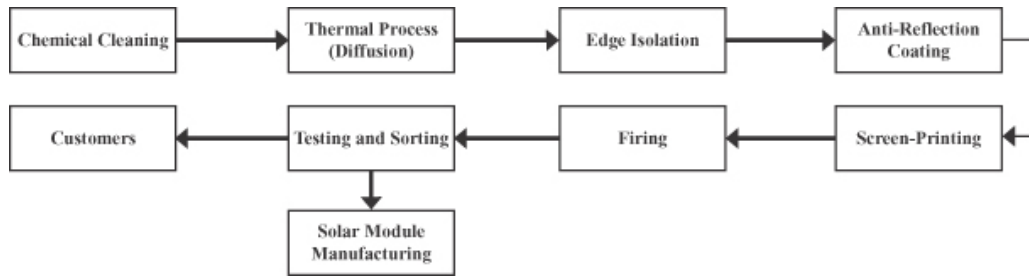 Chemical Cleaning
Thermal Process
(Diffusion)
Edge Isolation
Anti-Reflection
Coating
Customers
Testing and Sorting
Firing
Screen-Printing
Solar Module
Manufacturing